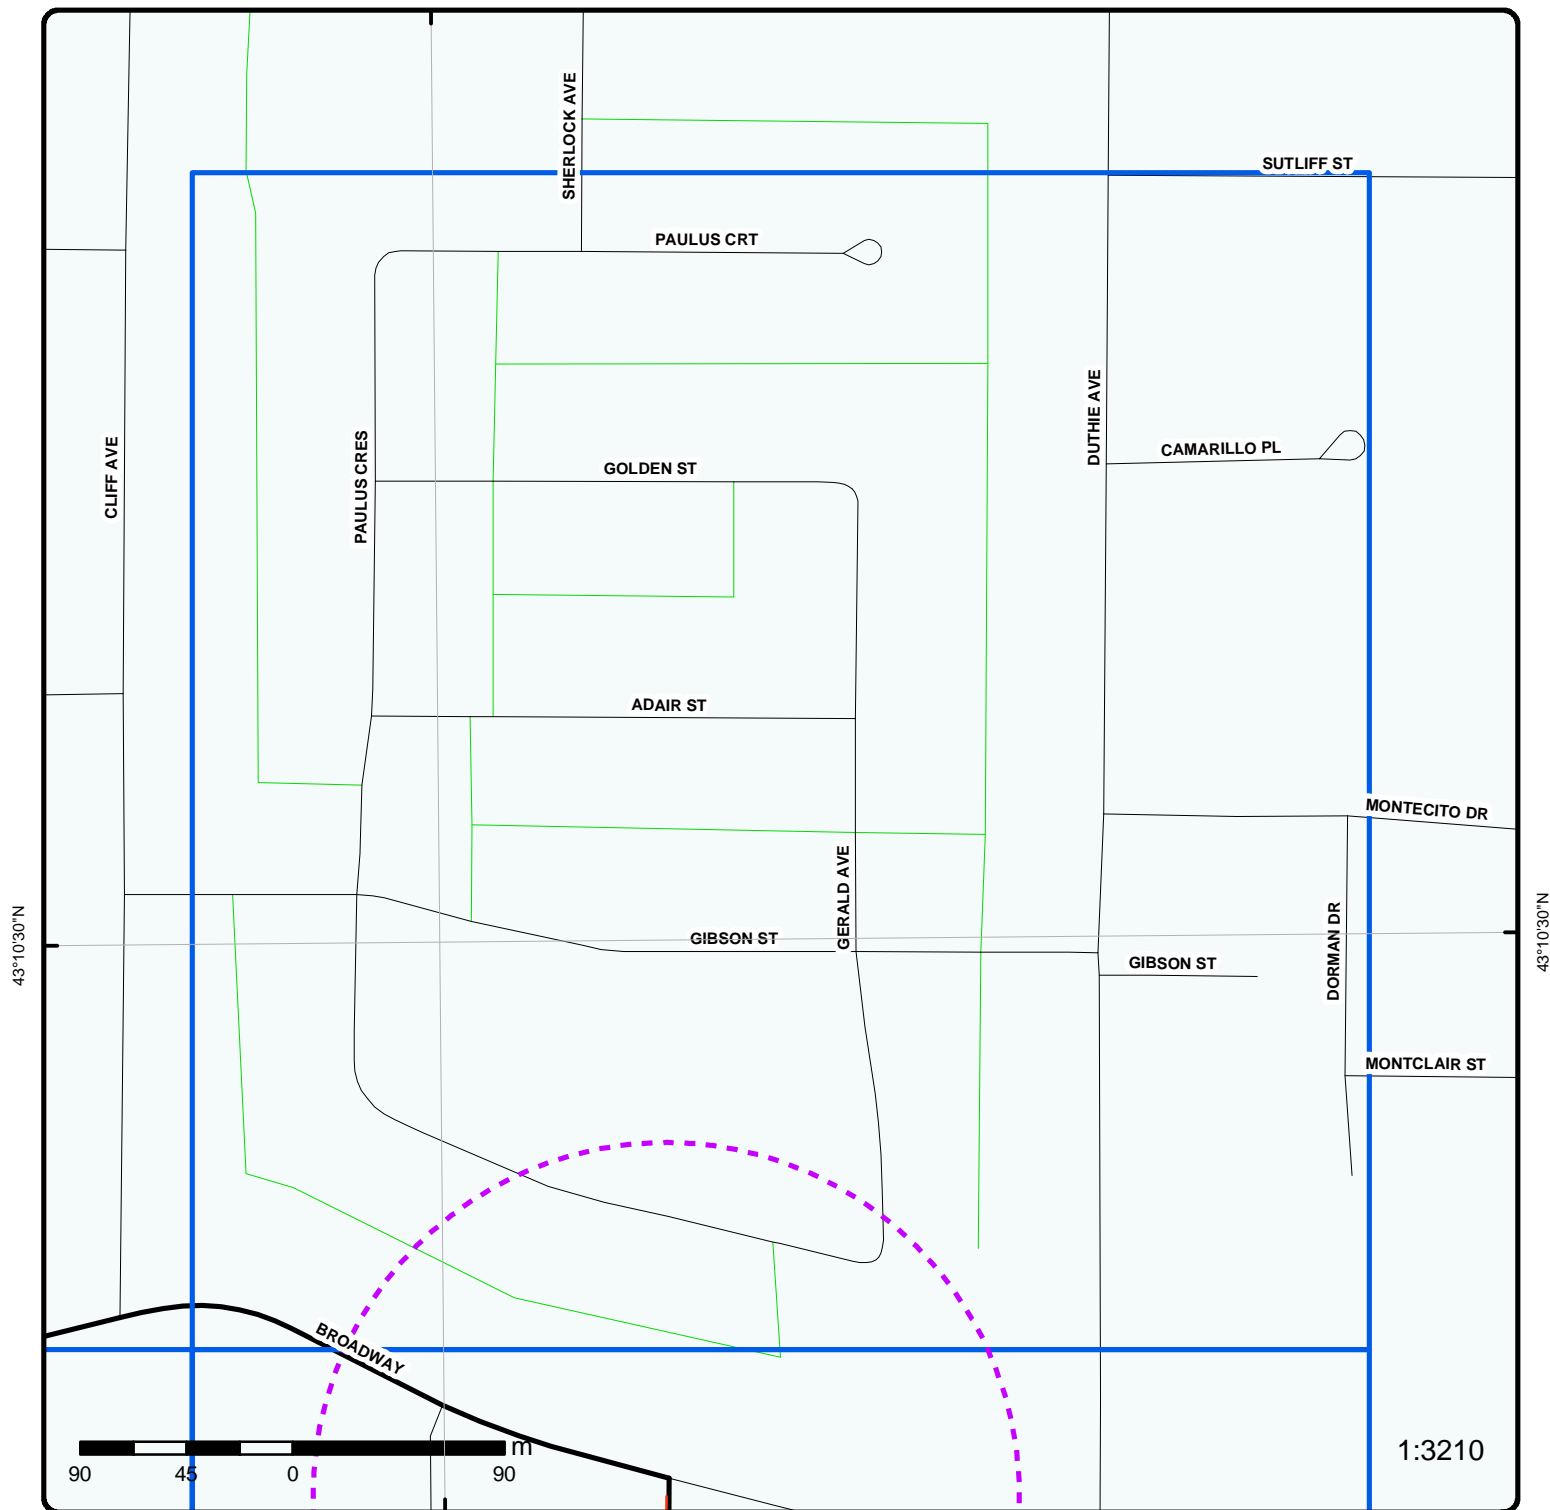 SHERLOCK AVE
SUTLIFF ST
PAULUS CRT
DUTHIE AVE
CLIFF AVE
PAULUS CRES
GOLDEN ST
CAMARILLO PL
ADAIR ST
MONTECITO DR
GERALD AVE
43°10'30"N
GIBSON ST
GIBSON ST
DORMAN DR
43°10'30"N
MONTCLAIR ST
BROADWAY
m
1:3210
90 45 0 90